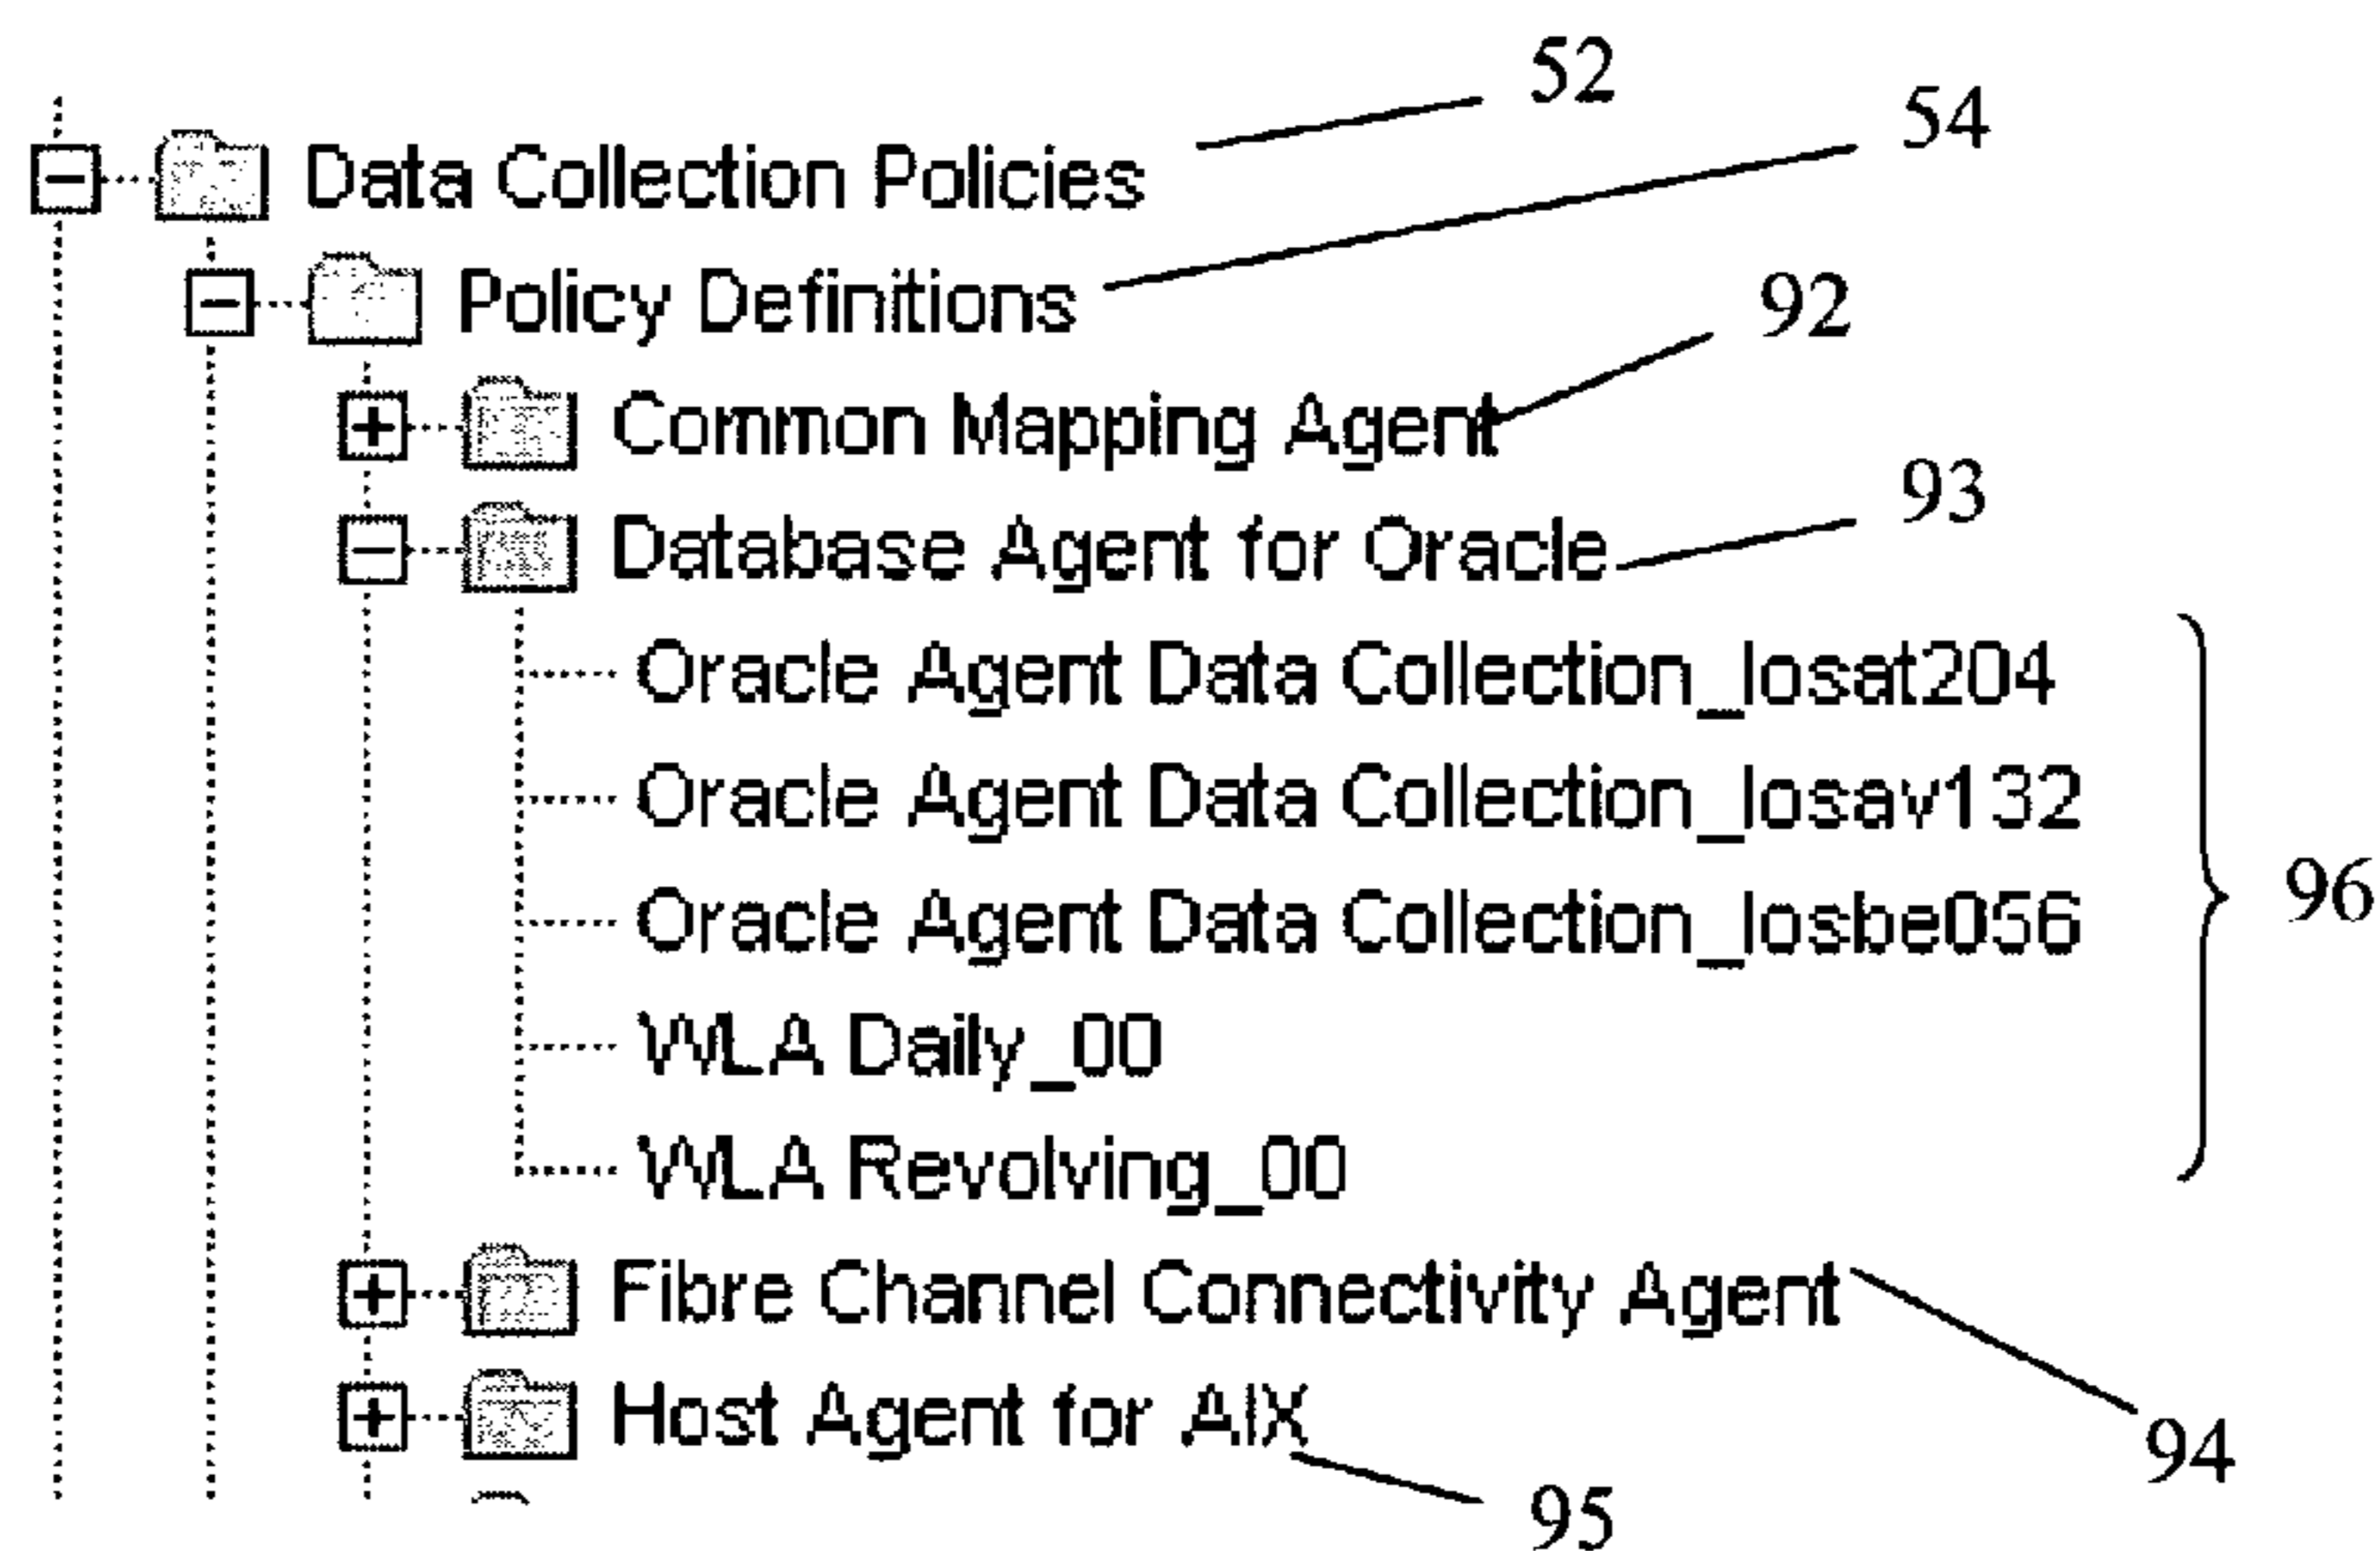 52
Data Collection Policies
54
Policy Definitions
92
Common Mapping Agent
93
Database Agent for Oracle
Oracle Agent Data Collection_losat204
Oracle Agent Data Collection_losav132
96
Oracle Agent Data Collection_losbe056
WLA Daily_00
WLA Revolving_00
Fibre Channel Connectivity Agent
Host Agent for AIX
94
95